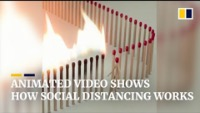 ANIMATED VIDEO SHOWS
HOW SOCIAL DISTANCING WORKS